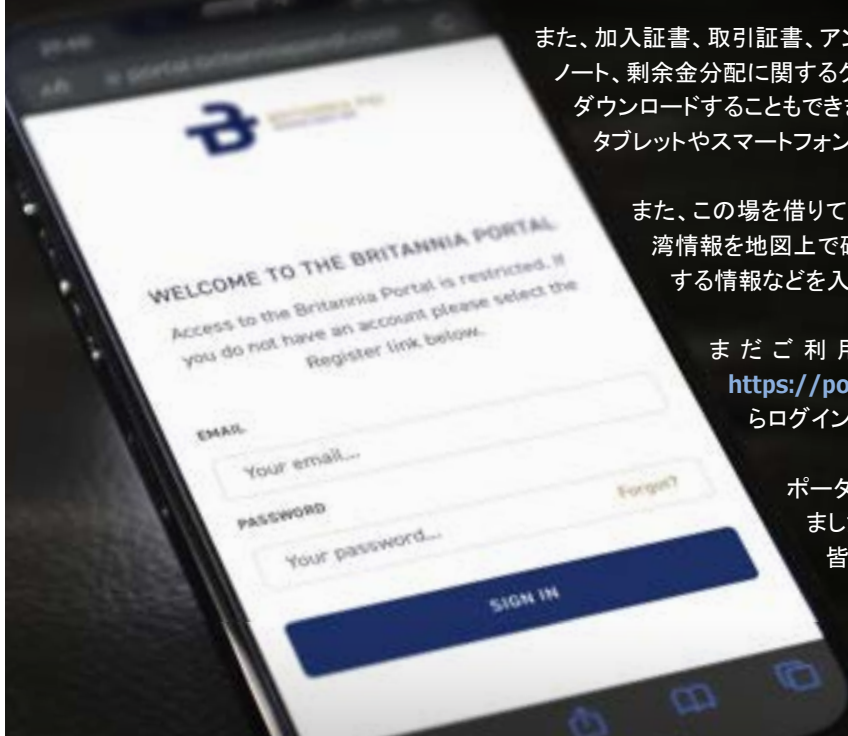 BRITANNIA P&I
WELCOME TO THE BRITANNIA PORTAL
Access to the Britannia Portal is restricted. If
you do not have an account please select the
Register link below.
EMAIL
Your email...
PASSWORD
Forgot?
Your password...
SIGN IN
また、加入証書、取引証書、アン
ノート、剰余金分配に関する
ダウンロードすることもでき
タブレットやスマートフォン
また、この場を借りて
湾情報を地図上で
する情報などを入
まだご利用
https://po
らログイン
ポータ
まし
皆